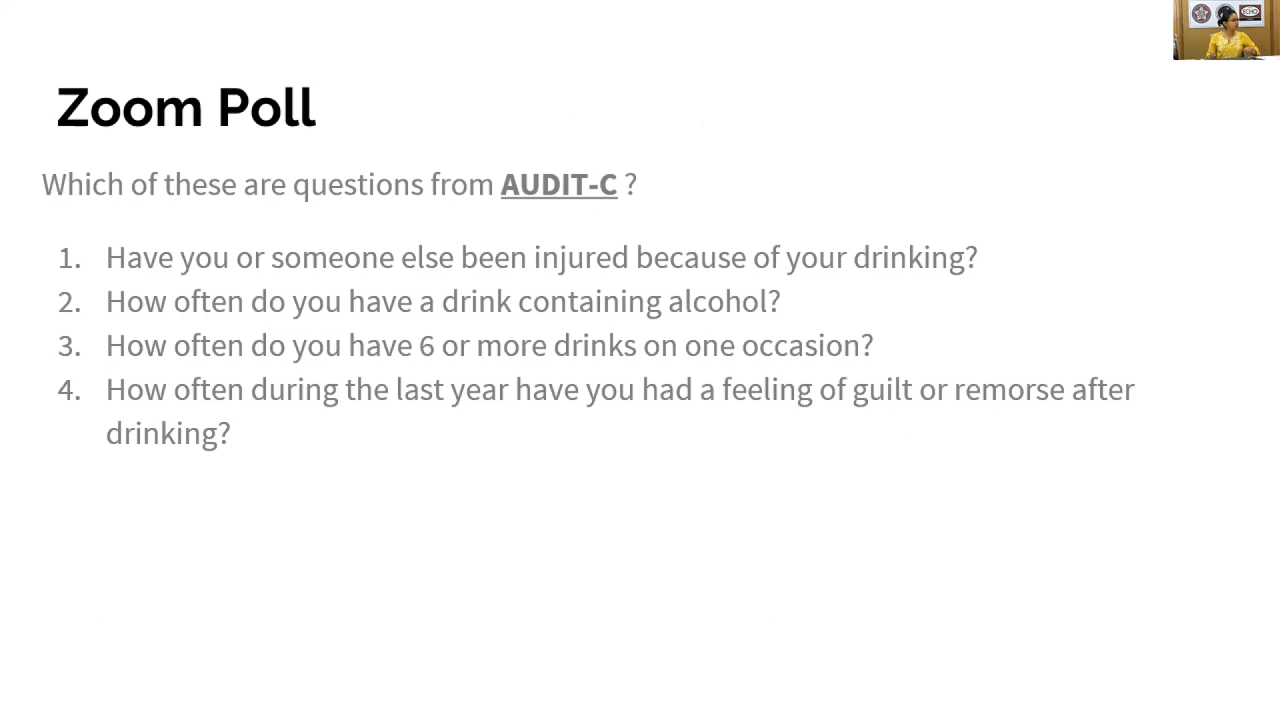 ECHO
Zoom Poll
Which of these are questions from AUDIT-C ?
1. Have you or someone else been injured because of your drinking?
2. How often do you have a drink containing alcohol?
3. How often do you have 6 or more drinks on one occasion?
4. How often during the last year have you had a feeling of guilt or remorse after
drinking?